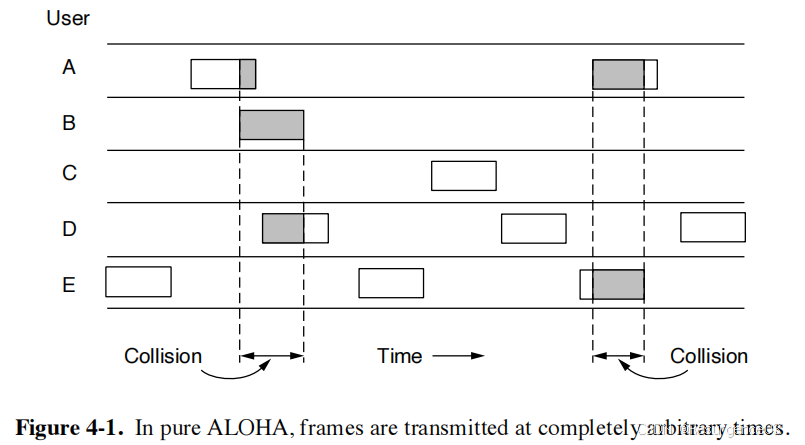 User
A
B
C
D
E
Collision
Time
Collision
Figure 4-1. In pure ALOHA, frames are transmitted at completely arbitrary times.